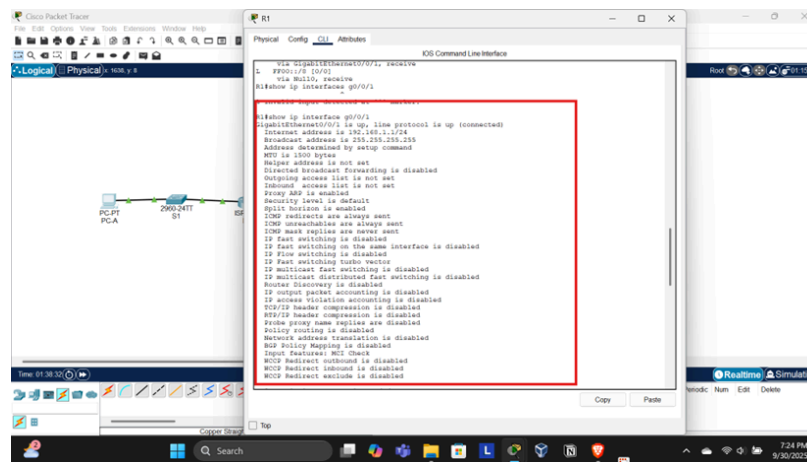 Cisco Packet Tracer
File Edit Options View Tools Extensions Window Help
Logical Physical x: 1638, y: 8
Root
PC-PT
PC-A
2960-24TT
S1
Time: 01:38:32
Realtime
Num Edit Delete
R1
Physical Config CLI Attributes
IOS Command Line Interface
via GigabitEthernet0/0/1, receive
L FF00::/8 [0/0]
via Null0, receive
R1#show ip interfaces g0/0/1
^
R1#show ip interface g0/0/1
GigabitEthernet0/0/1 is up, line protocol is up (connected)
Internet address is 192.168.1.1/24
Broadcast address is 255.255.255.255
Address determined by setup command
MTU is 1500 bytes
Helper address is not set
Directed broadcast forwarding is disabled
Outgoing access list is not set
Inbound access list is not set
Proxy ARP is enabled
Security level is default
Split horizon is enabled
ICMP redirects are always sent
ICMP unreachables are always sent
ICMP mask replies are never sent
IP fast switching is disabled
IP fast switching on the same interface is disabled
IP Flow switching is disabled
IP Fast switching turbo vector
IP multicast fast switching is disabled
IP multicast distributed fast switching is disabled
Router Discovery is disabled
IP output packet accounting is disabled
IP access violation accounting is disabled
TCP/IP header compression is disabled
RTP/IP header compression is disabled
Probe proxy name replies are disabled
Policy routing is disabled
Network address translation is disabled
BGP Policy Mapping is disabled
Input features: MCI Check
WCCP Redirect outbound is disabled
WCCP Redirect inbound is disabled
WCCP Redirect exclude is disabled
Copy Paste
Top
Search
7:24 PM